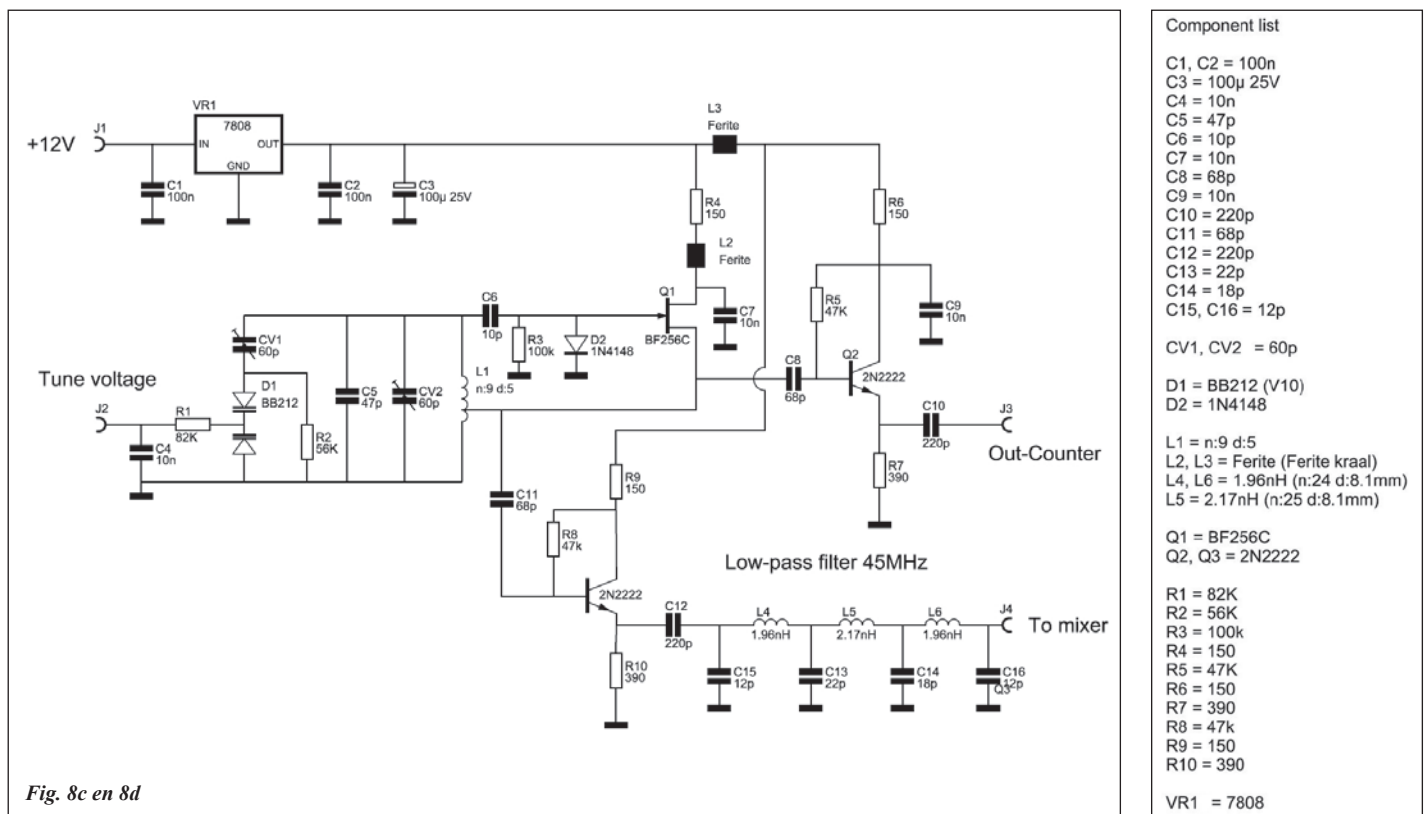 +12V
J1
VR1
7808
IN
OUT
GND
C1
100n
C2
100n
C3
100µ 25V
L3
Ferite
R4
150
R6
150
L2
Ferite
Q1
BF256C
C7
10n
C6
10p
R3
100k
D2
1N4148
R5
47K
C9
10n
CV1
60p
Tune voltage
J2
R1
82K
C4
10n
D1
BB212
R2
56K
C5
47p
CV2
60p
L1
n:9 d:5
C8
68p
Q2
2N2222
C10
220p
J3
Out-Counter
R7
390
R9
150
C11
68p
R8
47k
2N2222
Low-pass filter 45MHz
C12
220p
L4
1.96nH
L5
2.17nH
L6
1.96nH
J4
To mixer
R10
390
C15
12p
C13
22p
C14
18p
C16
12p
Q3
Fig. 8c en 8d
Component list
C1, C2 = 100n
C3 = 100µ 25V
C4 = 10n
C5 = 47p
C6 = 10p
C7 = 10n
C8 = 68p
C9 = 10n
C10 = 220p
C11 = 68p
C12 = 220p
C13 = 22p
C14 = 18p
C15, C16 = 12p
CV1, CV2 = 60p
D1 = BB212 (V10)
D2 = 1N4148
L1 = n:9 d:5
L2, L3 = Ferite (Ferite kraal)
L4, L6 = 1.96nH (n:24 d:8.1mm)
L5 = 2.17nH (n:25 d:8.1mm)
Q1 = BF256C
Q2, Q3 = 2N2222
R1 = 82K
R2 = 56K
R3 = 100k
R4 = 150
R5 = 47K
R6 = 150
R7 = 390
R8 = 47k
R9 = 150
R10 = 390
VR1 = 7808